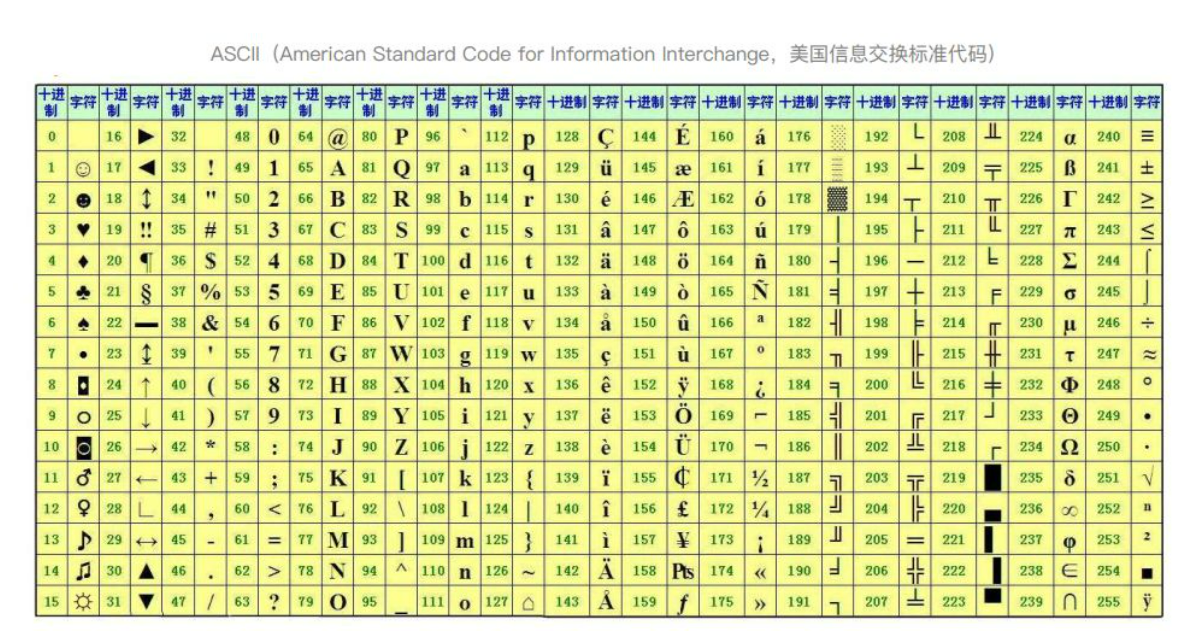 ASCII（American Standard Code for Information Interchange，美国信息交换标准代码）
十进制 字符 十进制 字符 十进制 字符 十进制 字符 十进制 字符 十进制 字符 十进制 字符 十进制 字符 十进制 字符 十进制 字符 十进制 字符 十进制 字符 十进制 字符 十进制 字符 十进制 字符 十进制 字符
0 16 ► 32 48 0 64 @ 80 P 96 ` 112 p 128 Ç 144 É 160 á 176 ░ 192 └ 208 ╨ 224 α 240 ≡
1 ☺ 17 ◄ 33 ! 49 1 65 A 81 Q 97 a 113 q 129 ü 145 æ 161 í 177 ▒ 193 ┴ 209 ╤ 225 ß 241 ±
2 ☻ 18 ↕ 34 " 50 2 66 B 82 R 98 b 114 r 130 é 146 Æ 162 ó 178 ▓ 194 ┬ 210 ╥ 226 Γ 242 ≥
3 ♥ 19 ‼ 35 # 51 3 67 C 83 S 99 c 115 s 131 â 147 ô 163 ú 179 │ 195 ├ 211 ╙ 227 π 243 ≤
4 ♦ 20 ¶ 36 $ 52 4 68 D 84 T 100 d 116 t 132 ä 148 ö 164 ñ 180 ┤ 196 ─ 212 ╘ 228 Σ 244 ⌠
5 ♣ 21 § 37 % 53 5 69 E 85 U 101 e 117 u 133 à 149 ò 165 Ñ 181 ╡ 197 ┼ 213 ╒ 229 σ 245 ⌡
6 ♠ 22 ▬ 38 & 54 6 70 F 86 V 102 f 118 v 134 å 150 û 166 ª 182 ╢ 198 ╞ 214 ╓ 230 µ 246 ÷
7 • 23 ↨ 39 ' 55 7 71 G 87 W 103 g 119 w 135 ç 151 ù 167 º 183 ╖ 199 ╟ 215 ╫ 231 τ 247 ≈
8 ◘ 24 ↑ 40 ( 56 8 72 H 88 X 104 h 120 x 136 ê 152 ÿ 168 ¿ 184 ╕ 200 ╚ 216 ╪ 232 Φ 248 °
9 ○ 25 ↓ 41 ) 57 9 73 I 89 Y 105 i 121 y 137 ë 153 Ö 169 ⌐ 185 ╣ 201 ╔ 217 ┘ 233 Θ 249 •
10 ◙ 26 → 42 * 58 : 74 J 90 Z 106 j 122 z 138 è 154 Ü 170 ¬ 186 ║ 202 ╩ 218 ┌ 234 Ω 250 ·
11 ♂ 27 ← 43 + 59 ; 75 K 91 [ 107 k 123 { 139 ï 155 ₵ 171 ½ 187 ╗ 203 ╦ 219 █ 235 δ 251 √
12 ♀ 28 ∟ 44 , 60 < 76 L 92 \ 108 l 124 | 140 î 156 £ 172 ¼ 188 ╝ 204 ╠ 220 ▄ 236 ∞ 252 ⁿ
13 ♪ 29 ↔ 45 - 61 = 77 M 93 ] 109 m 125 } 141 ì 157 ¥ 173 ¡ 189 ╜ 205 ═ 221 ▌ 237 φ 253 ²
14 ♫ 30 ▲ 46 . 62 > 78 N 94 ^ 110 n 126 ~ 142 Ä 158 ₧ 174 « 190 ╛ 206 ╬ 222 ▐ 238 ∈ 254 ■
15 ☼ 31 ▼ 47 / 63 ? 79 O 95 _ 111 o 127 ⌂ 143 Å 159 ƒ 175 » 191 ┐ 207 ╧ 223 ▀ 239 ∩ 255 ÿ